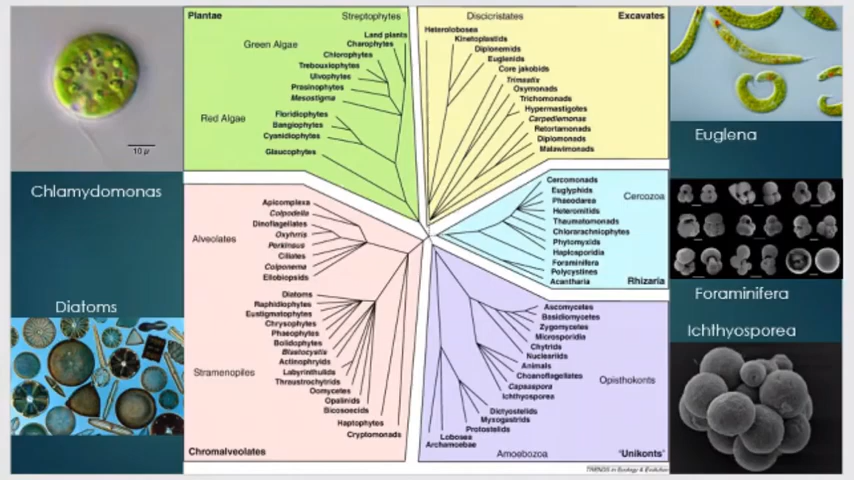 Plantae
Streptophytes
Land plants
Green Algae
Charophytes
Chlorophytes
Trebouxiophytes
Ulvophytes
Prasinophytes
Mesostigma
Red Algae
Floridiophytes
Bangiophytes
Cyanidiophytes
Glaucophytes
Discicristates
Excavates
Heterolobosea
Kinetoplastids
Diplonemids
Euglenids
Core jakobids
Trimastix
Oxymonads
Trichomonads
Hypermastigotes
Carpediemonas
Retortamonads
Diplomonads
Malawimonads
10 µ
Chlamydomonas
Euglena
Apicomplexa
Colpodella
Dinoflagellates
Alveolates
Oxyhrris
Perkinsus
Ciliates
Colponema
Ellobiopsids
Cercomonads
Euglyphids
Cercozoa
Phaeodarea
Heteromitids
Thaumatomonads
Chlorarachniophytes
Phytomyxids
Haplosporidia
Foraminifera
Polycystines
Acantharia
Rhizaria
Foraminifera
Diatoms
Diatoms
Raphidiophytes
Eustigmatophytes
Chrysophytes
Phaeophytes
Bolidophytes
Blastocystis
Actinophryids
Stramenopiles
Labyrinthulids
Thraustrochytrids
Oomycetes
Opalinids
Bicosoecids
Haptophytes
Cryptomonads
Chromalveolates
Ascomycetes
Basidiomycetes
Zygomycetes
Microsporidia
Chytrids
Nucleariids
Animals
Choanoflagellates
Opisthokonts
Capsaspora
Ichthyosporea
Dictyostelids
Myxogastrids
Protostelids
Lobosea
Archamoebae
Amoebozoa
'Unikonts'
TRENDS in Ecology & Evolution
Ichthyosporea